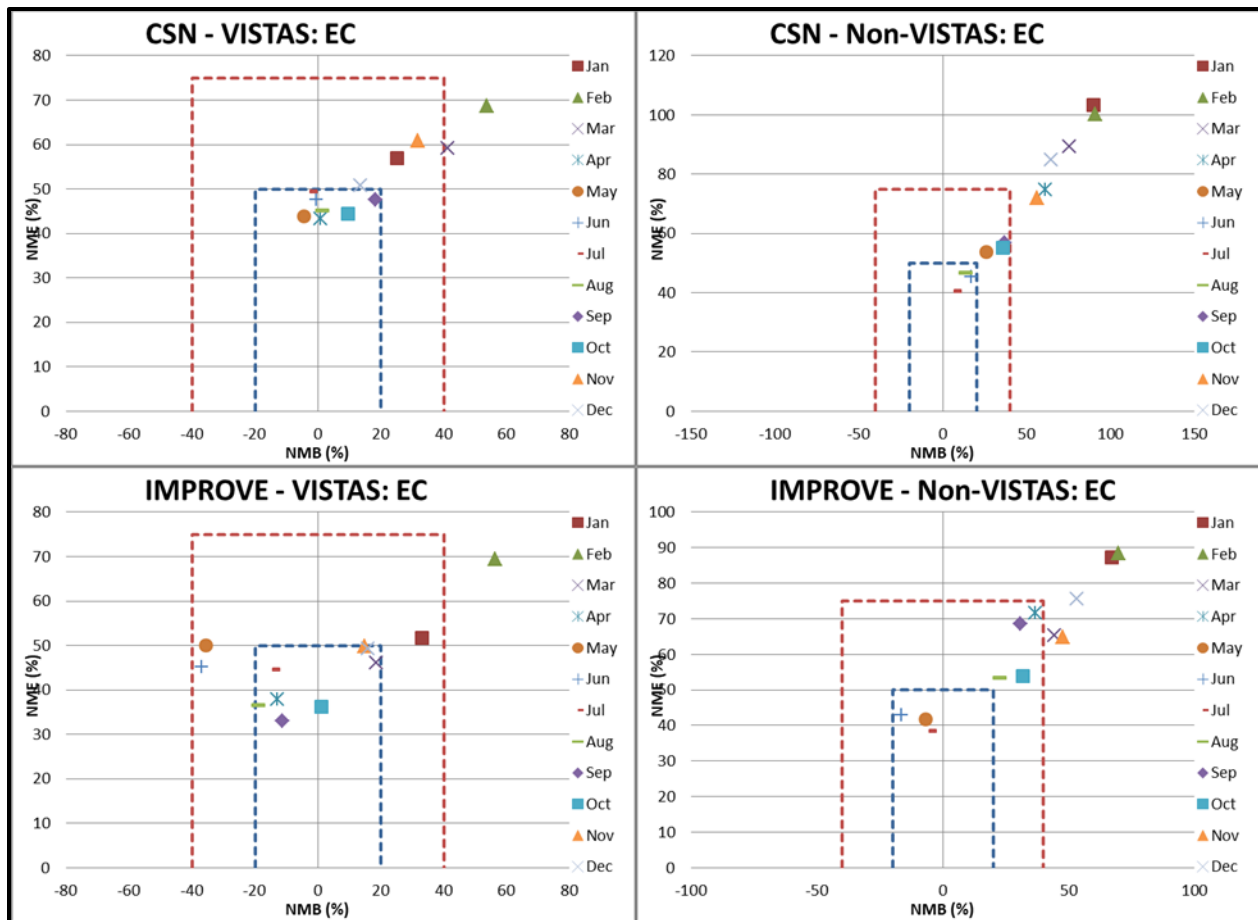 CSN - VISTAS: EC
80
70
60
50
40
30
20
10
0
NME (%)
-80 -60 -40 -20 0 20 40 60 80
NMB (%)
Jan
Feb
Mar
Apr
May
Jun
Jul
Aug
Sep
Oct
Nov
Dec
CSN - Non-VISTAS: EC
120
100
80
60
40
20
0
NME (%)
-150 -100 -50 0 50 100 150
NMB (%)
Jan
Feb
Mar
Apr
May
Jun
Jul
Aug
Sep
Oct
Nov
Dec
IMPROVE - VISTAS: EC
80
70
60
50
40
30
20
10
0
NME (%)
-80 -60 -40 -20 0 20 40 60 80
NMB (%)
Jan
Feb
Mar
Apr
May
Jun
Jul
Aug
Sep
Oct
Nov
Dec
IMPROVE - Non-VISTAS: EC
100
90
80
70
60
50
40
30
20
10
0
NME (%)
-100 -50 0 50 100
NMB (%)
Jan
Feb
Mar
Apr
May
Jun
Jul
Aug
Sep
Oct
Nov
Dec